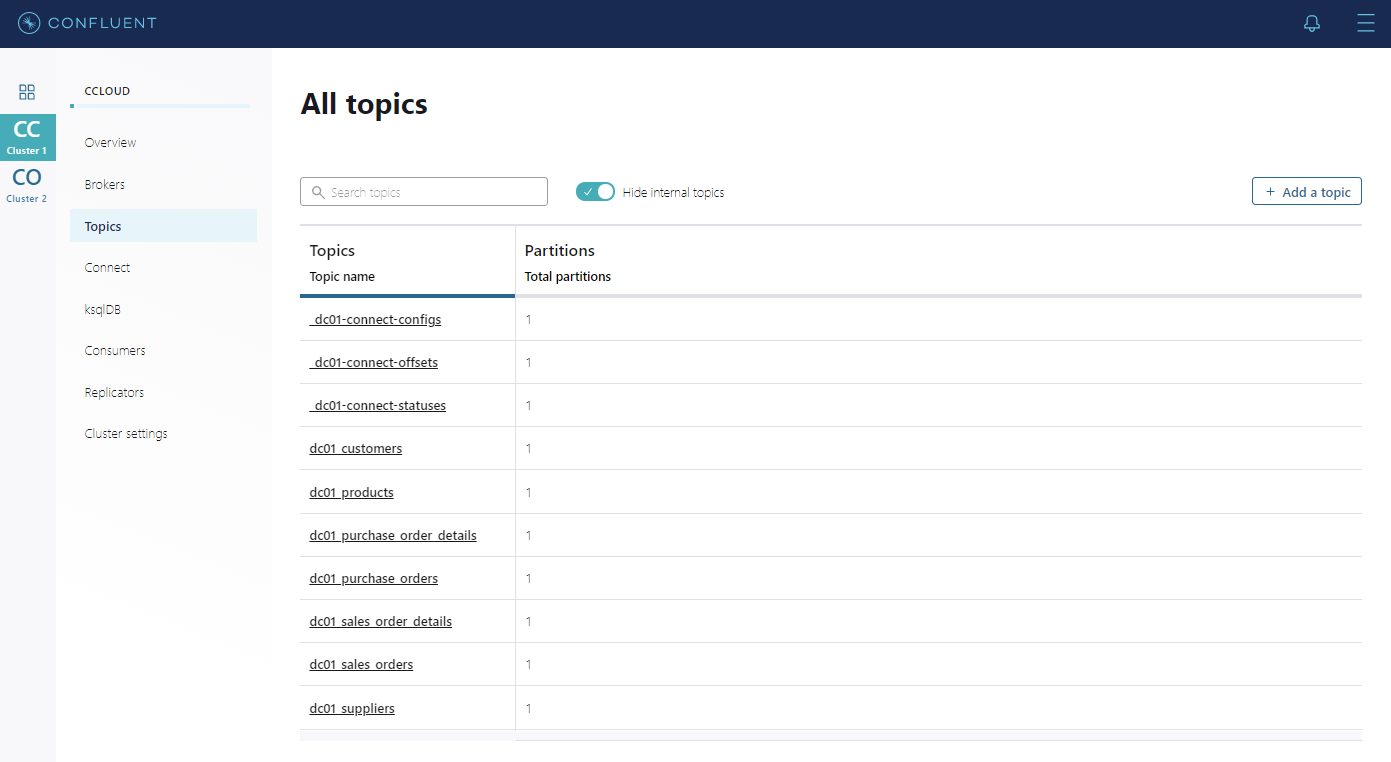 CONFLUENT
CC
Cluster 1
CO
Cluster 2
CCLOUD
Overview
Brokers
Topics
Connect
ksqlDB
Consumers
Replicators
Cluster settings
All topics
Search topics
Hide internal topics
+ Add a topic
Topics Partitions
Topic name Total partitions
_dc01-connect-configs 1
_dc01-connect-offsets 1
_dc01-connect-statuses 1
dc01_customers 1
dc01_products 1
dc01_purchase_order_details 1
dc01_purchase_orders 1
dc01_sales_order_details 1
dc01_sales_orders 1
dc01_suppliers 1